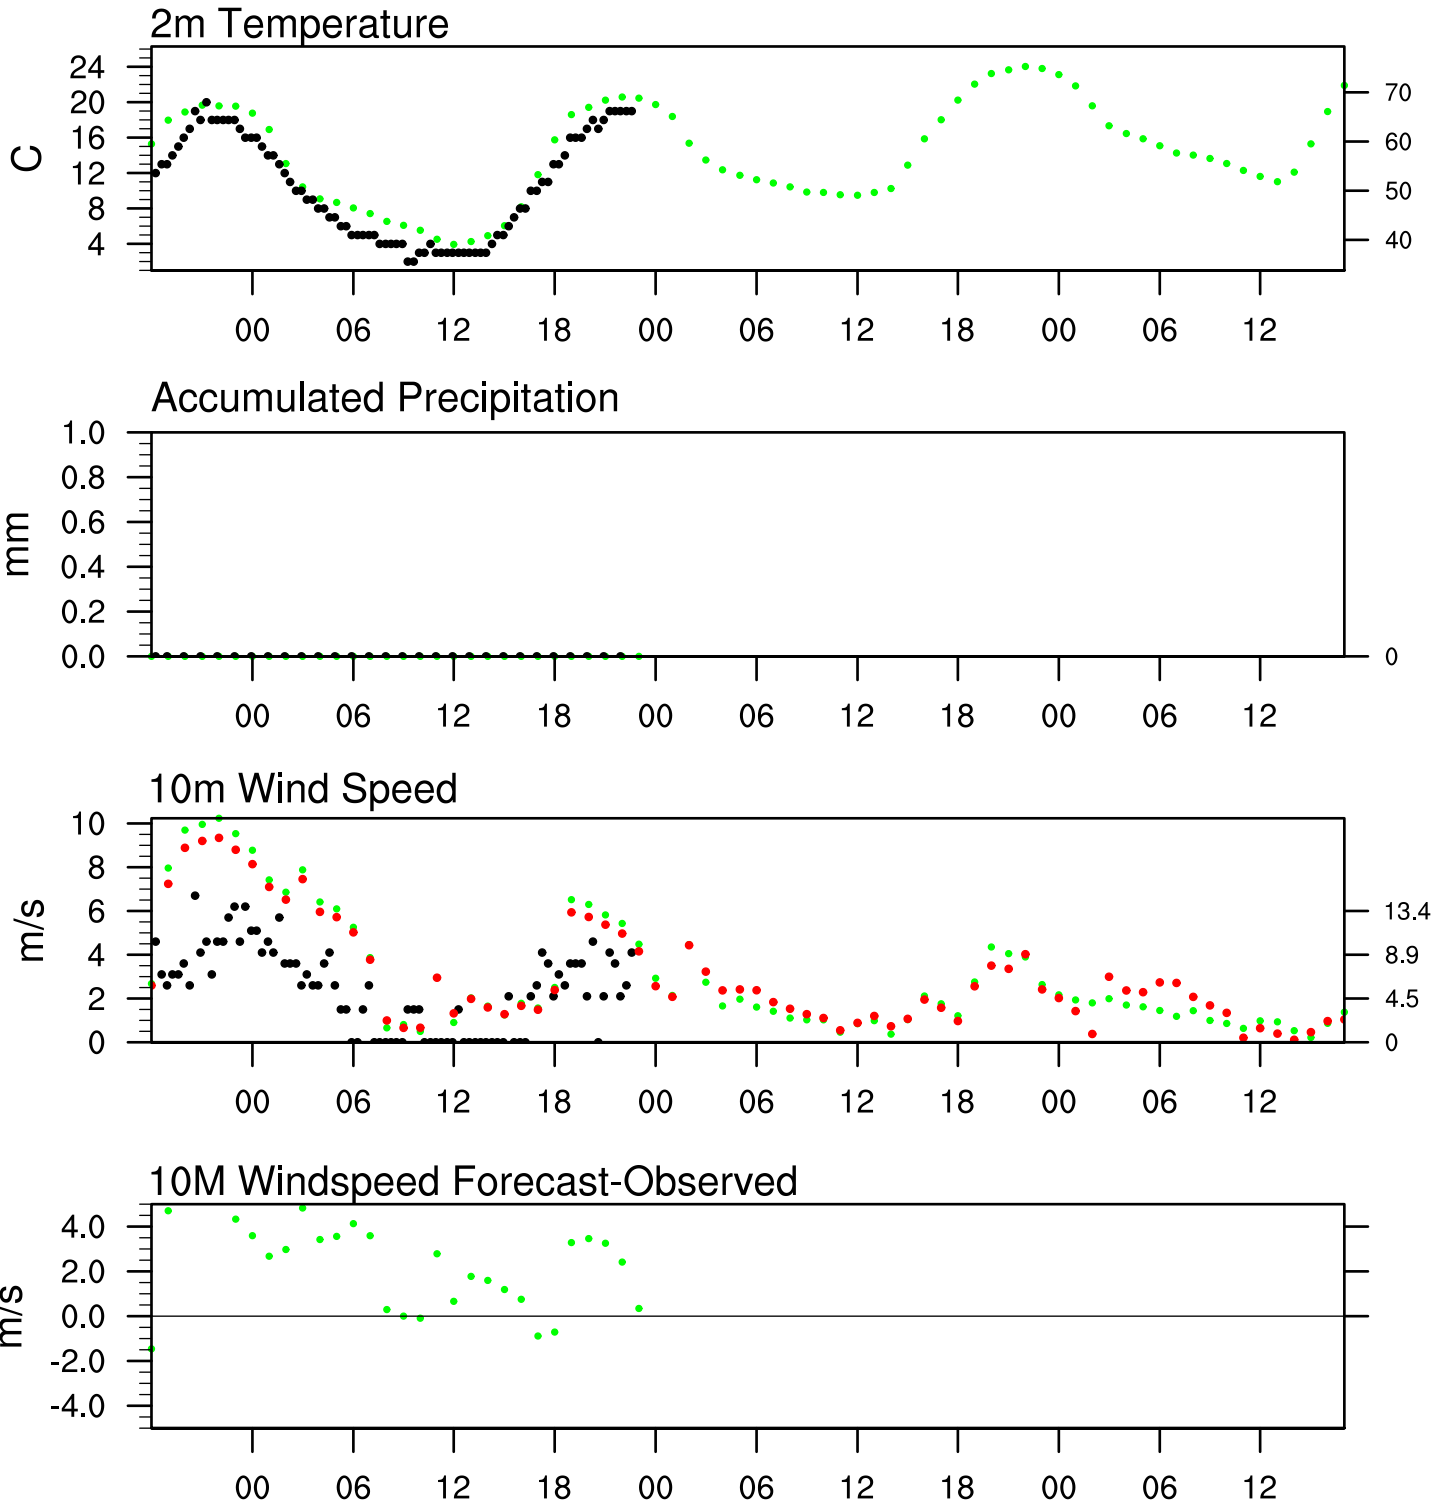 2m Temperature
24
20
16
12
8
4
C
70
60
50
40
00 06 12 18 00 06 12 18 00 06 12
Accumulated Precipitation
1.0
0.8
0.6
0.4
0.2
0.0
mm
0
00 06 12 18 00 06 12 18 00 06 12
10m Wind Speed
10
8
6
4
2
0
m/s
13.4
8.9
4.5
0
00 06 12 18 00 06 12 18 00 06 12
10M Windspeed Forecast-Observed
4.0
2.0
0.0
-2.0
-4.0
m/s
00 06 12 18 00 06 12 18 00 06 12